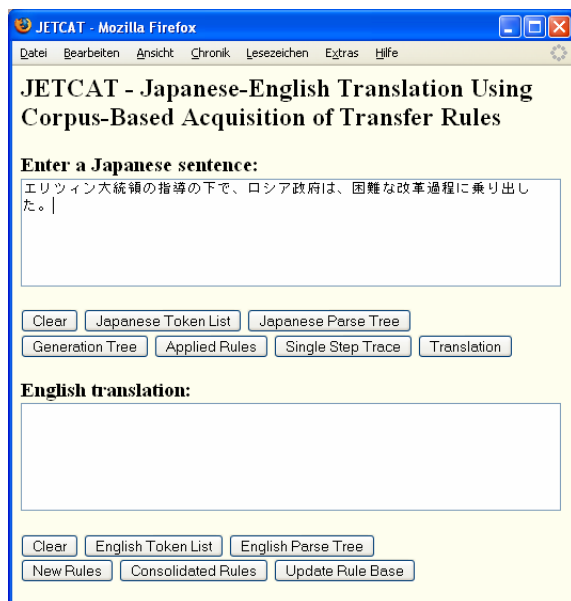 JETCAT - Mozilla Firefox
Datei Bearbeiten Ansicht Chronik Lesezeichen Extras Hilfe
JETCAT - Japanese-English Translation Using
Corpus-Based Acquisition of Transfer Rules
Enter a Japanese sentence:
エリツィン大統領の指導の下で、ロシア政府は、困難な改革過程に乗り出し
た。
Clear Japanese Token List Japanese Parse Tree
Generation Tree Applied Rules Single Step Trace Translation
English translation:
Clear English Token List English Parse Tree
New Rules Consolidated Rules Update Rule Base